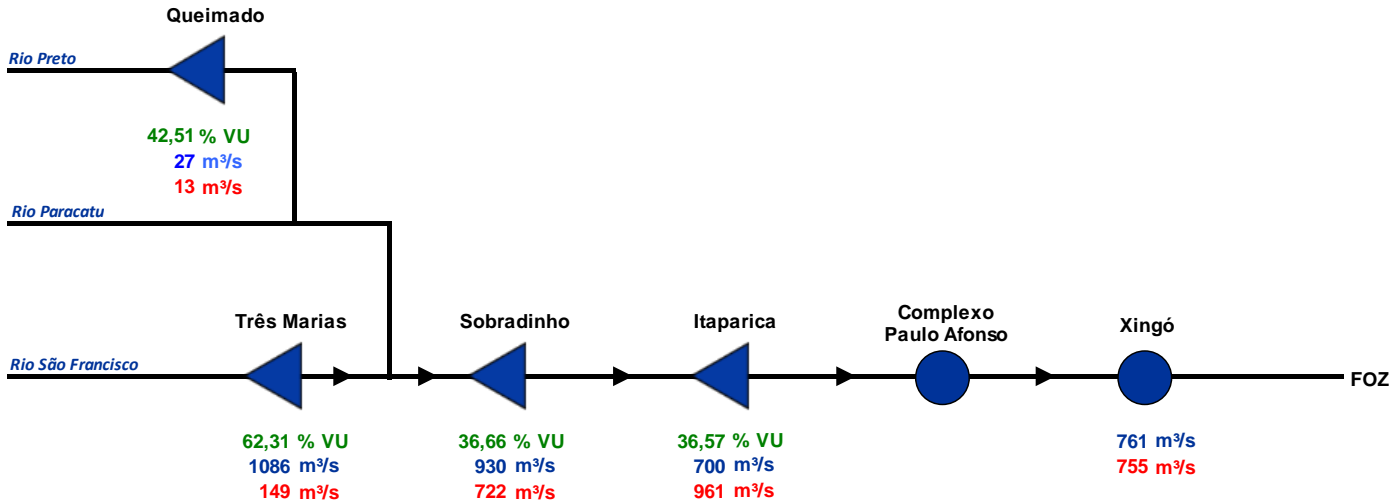 Queimado
Rio Preto
42,51 % VU
27 m³/s
13 m³/s
Rio Paracatu
Três Marias
Sobradinho
Itaparica
Complexo
Paulo Afonso
Xingó
Rio São Francisco
FOZ
62,31 % VU
1086 m³/s
149 m³/s
36,66 % VU
930 m³/s
722 m³/s
36,57 % VU
700 m³/s
961 m³/s
761 m³/s
755 m³/s